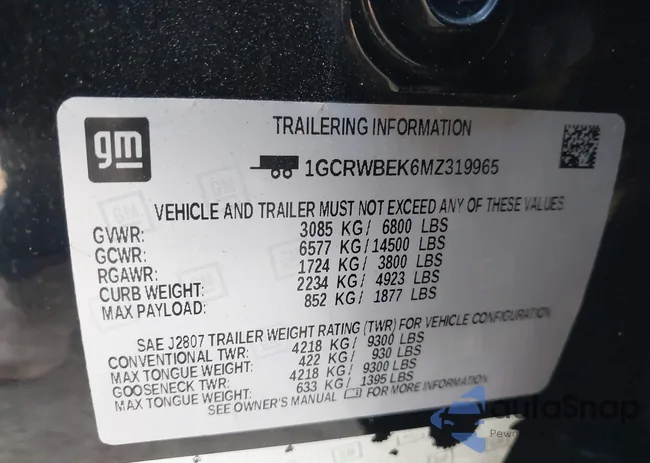 gm
TRAILERING INFORMATION
1GCRWBEK6MZ319965
VEHICLE AND TRAILER MUST NOT EXCEED ANY OF THESE VALUES
GVWR: 3085 KG/ 6800 LBS
GCWR: 6577 KG/14500 LBS
RGAWR: 1724 KG/ 3800 LBS
CURB WEIGHT: 2234 KG/ 4923 LBS
MAX PAYLOAD: 852 KG/ 1877 LBS
SAE J2807 TRAILER WEIGHT RATING (TWR) FOR VEHICLE CONFIGURATION
CONVENTIONAL TWR: 4218 KG/ 9300 LBS
MAX TONGUE WEIGHT: 422 KG/ 930 LBS
GOOSENECK TWR: 4218 KG/ 9300 LBS
MAX TONGUE WEIGHT: 633 KG/ 1395 LBS
SEE OWNER'S MANUAL FOR MORE INFORMATION
autoSnap